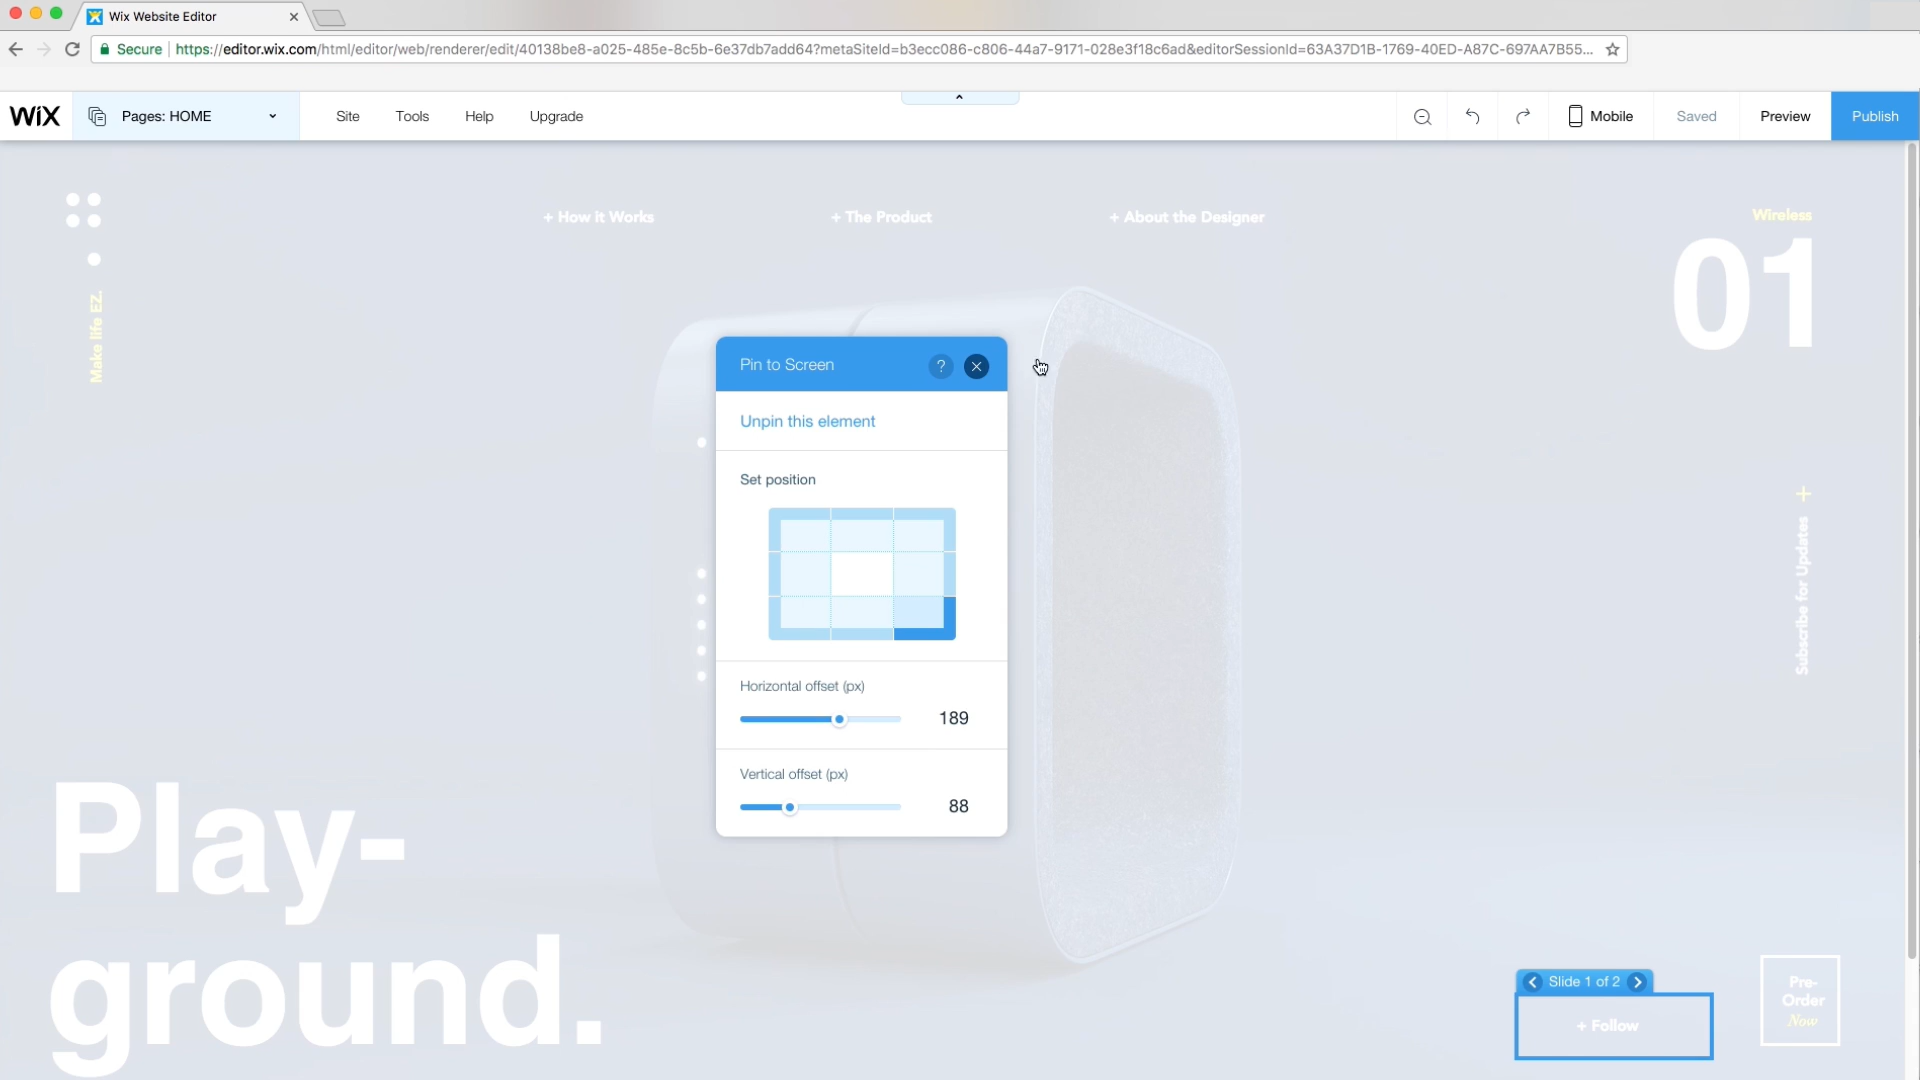 Wix Website Editor
Secure
https://editor.wix.com/html/editor/web/renderer/edit/40138be8-a025-485e-8c5b-6e37db7add64?metaSiteId=b3ecc086-c806-44a7-9171-028e3f18c6ad&editorSessionId=63A37D1B-1769-40ED-A87C-697AA7B55...
WiX
Pages: HOME
Site
Tools
Help
Upgrade
Mobile
Saved
Preview
Publish
+ How it Works
+ The Product
+ About the Designer
Wireless
01
Make life EZ.
Pin to Screen
?
Unpin this element
Set position
Horizontal offset (px)
189
Vertical offset (px)
88
Subscribe for Updates +
Play-
ground.
Slide 1 of 2
+ Follow
Pre-
Order
Now